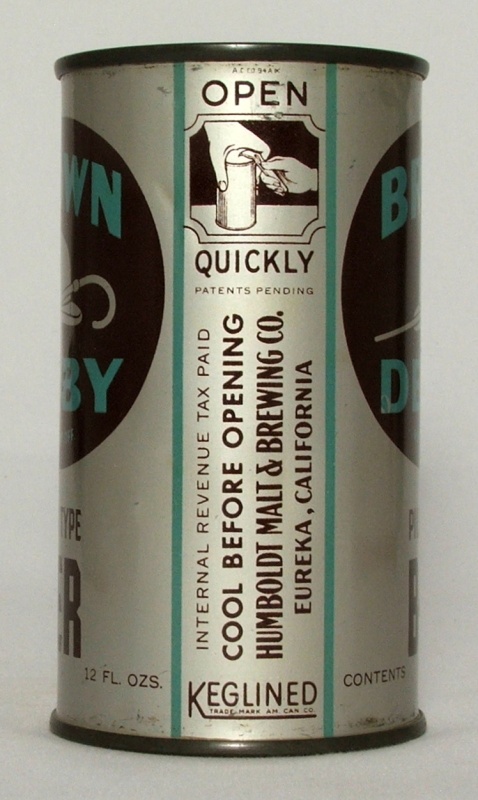 OPEN
QUICKLY
PATENTS PENDING
INTERNAL REVENUE TAX PAID
COOL BEFORE OPENING
HUMBOLDT MALT & BREWING CO.
EUREKA, CALIFORNIA
KEGLINED
TRADE-MARK AM. CAN CO.
WN
BY
TYPE
ER
12 FL. OZS.
B
D
P
B
CONTENTS